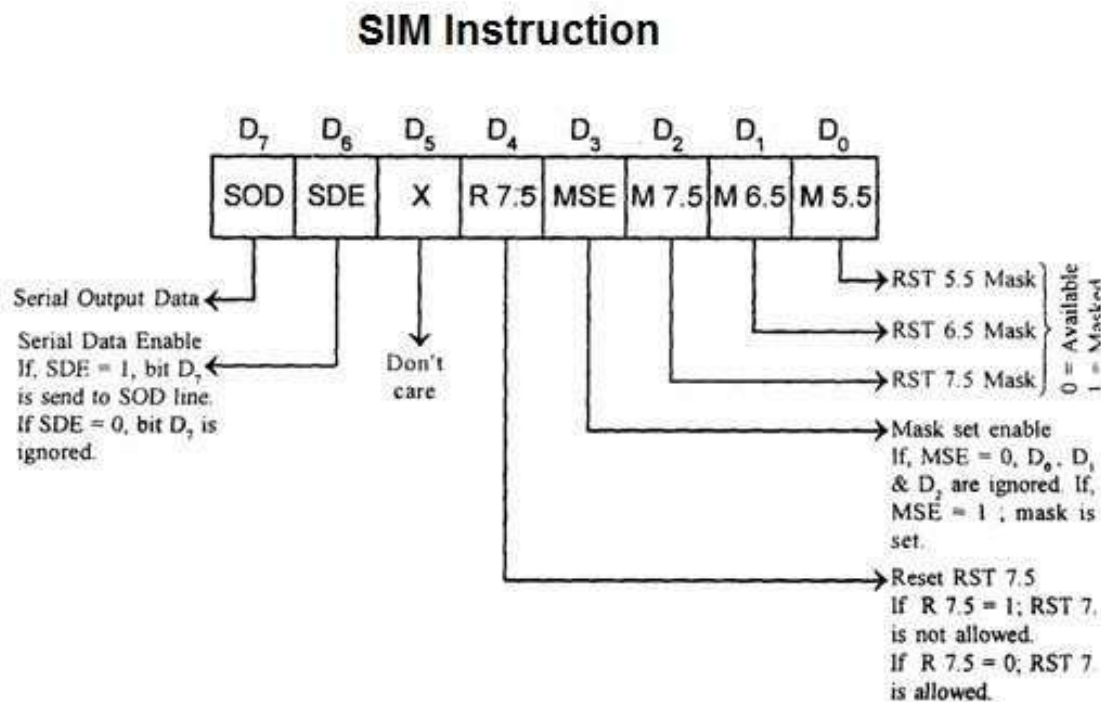 SIM Instruction
D7 D6 D5 D4 D3 D2 D1 D0
SOD SDE X R 7.5 MSE M 7.5 M 6.5 M 5.5
Serial Output Data
Serial Data Enable
If, SDE = 1, bit D7
is send to SOD line.
If SDE = 0, bit D7 is
ignored.
Don't
care
RST 5.5 Mask
RST 6.5 Mask
RST 7.5 Mask
0 = Available
1 = Masked
Mask set enable
If, MSE = 0, D0, D1
& D2 are ignored. If,
MSE = 1 ; mask is
set.
Reset RST 7.5
If R 7.5 = 1; RST 7.
is not allowed.
If R 7.5 = 0; RST 7
is allowed.